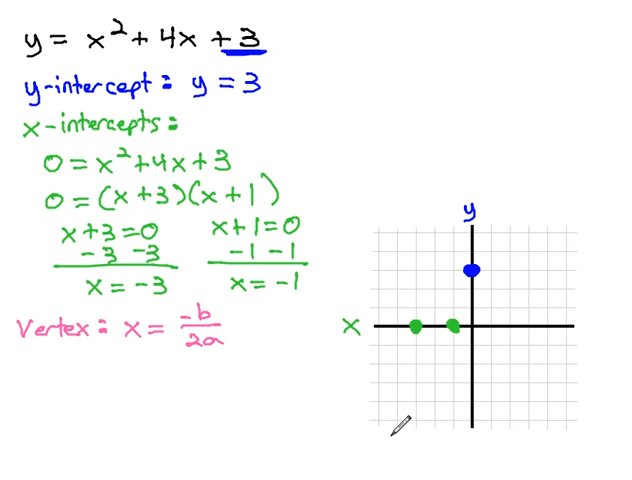 y = x² + 4x + 3
y-intercept: y = 3
x-intercepts:
0 = x² + 4x + 3
0 = (x + 3)(x + 1)
x + 3 = 0 x + 1 = 0
- 3 - 3 - 1 - 1
x = -3 x = -1
Vertex: x = -b/2a
y
x